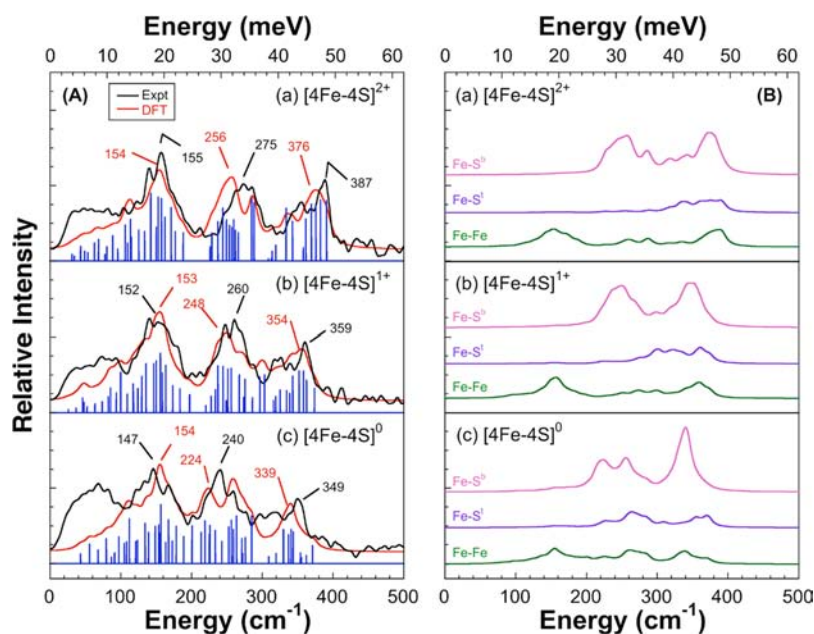 Energy (meV)
0 10 20 30 40 50 60
(A)
Expt
DFT
(a) [4Fe-4S]2+
154
155
256
275
376
387
(b) [4Fe-4S]1+
152
153
248
260
354
359
(c) [4Fe-4S]0
147
154
224
240
339
349
Relative Intensity
0 100 200 300 400 500
Energy (cm-1)
Energy (meV)
0 10 20 30 40 50 60
(a) [4Fe-4S]2+
(B)
Fe-Sb
Fe-St
Fe-Fe
(b) [4Fe-4S]1+
Fe-Sb
Fe-St
Fe-Fe
(c) [4Fe-4S]0
Fe-Sb
Fe-St
Fe-Fe
0 100 200 300 400 500
Energy (cm-1)